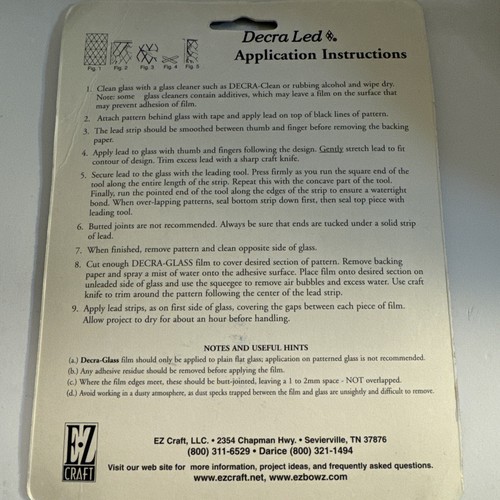 Decra Led
Application Instructions
Fig. 1 Fig. 2 Fig. 3 Fig. 4 Fig. 5
1. Clean glass with a glass cleaner such as DECRA-Clean or rubbing alcohol and wipe dry.
Note: some glass cleaners contain additives, which may leave a film on the surface that
may prevent adhesion of film.
2. Attach pattern behind glass with tape and apply lead on top of black lines of pattern.
3. The lead strip should be smoothed between thumb and finger before removing the backing
paper.
4. Apply lead to glass with thumb and fingers following the design. Gently stretch lead to fit
contour of design. Trim excess lead with a sharp craft knife.
5. Secure lead to the glass with the leading tool. Press firmly as you run the square end of the
tool along the entire length of the strip. Repeat this with the concave part of the tool.
Finally, run the pointed end of the tool along the edges of the strip to ensure a watertight
bond. When over-lapping patterns, seal bottom strip down first, then seal top piece with
leading tool.
6. Butted joints are not recommended. Always be sure that ends are tucked under a solid strip
of lead.
7. When finished, remove pattern and clean opposite side of glass.
8. Cut enough DECRA-GLASS film to cover desired section of pattern. Remove backing
paper and spray a mist of water onto the adhesive surface. Place film onto desired section on
unleaded side of glass and use the squeegee to remove air bubbles and excess water. Use craft
knife to trim around the pattern following the center of the lead strip.
9. Apply lead strips, as on first side of glass, covering the gaps between each piece of film.
Allow project to dry for about an hour before handling.
NOTES AND USEFUL HINTS
(a.) Decra-Glass film should only be applied to plain flat glass; application on patterned glass is not recommended.
(b.) Any adhesive residue should be removed before applying the film.
(c.) Where the film edges meet, these should be butt-jointed, leaving a 1 to 2mm space - NOT overlapped.
(d.) Avoid working in a dusty atmosphere, as dust specks trapped between the film and glass are unsightly and difficult to remove.
EZ
CRAFT
EZ Craft, LLC. • 2354 Chapman Hwy. • Sevierville, TN 37876
(800) 311-6529 • Darice (800) 321-1494
Visit our web site for more information, project ideas, and frequently asked questions.
www.ezcraft.net, www.ezbowz.com